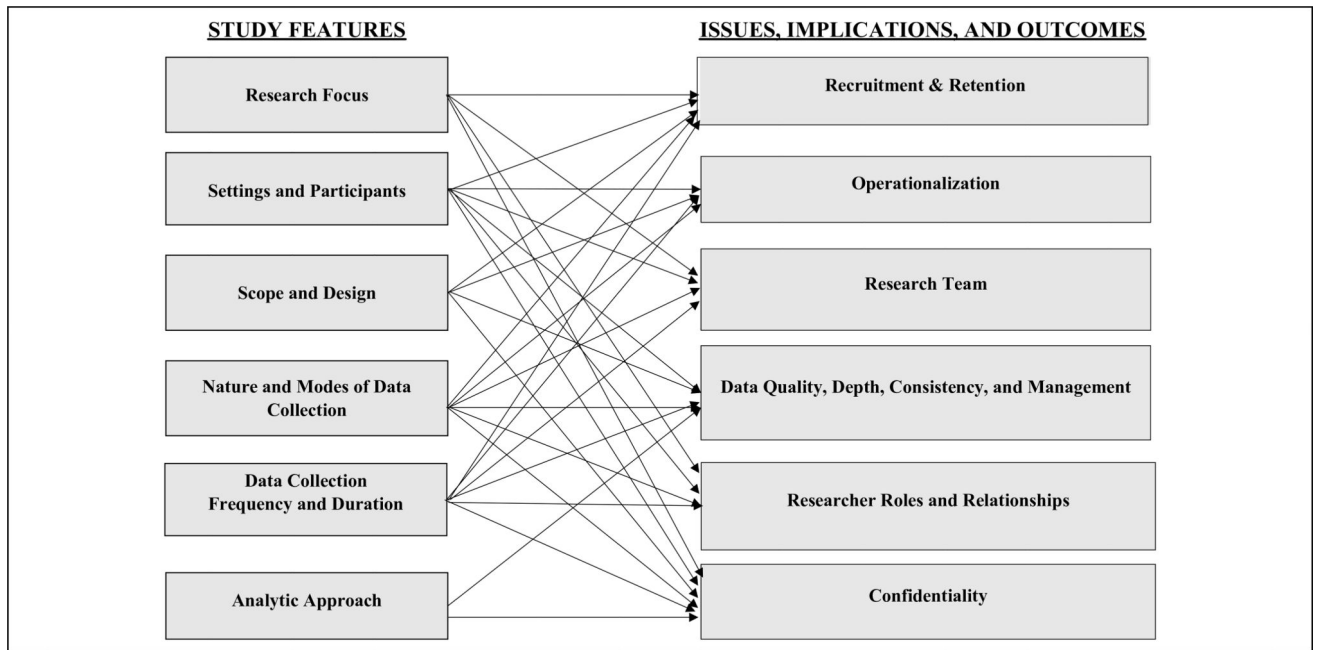 STUDY FEATURES
Research Focus
Settings and Participants
Scope and Design
Nature and Modes of Data
Collection
Data Collection
Frequency and Duration
Analytic Approach
ISSUES, IMPLICATIONS, AND OUTCOMES
Recruitment & Retention
Operationalization
Research Team
Data Quality, Depth, Consistency, and Management
Researcher Roles and Relationships
Confidentiality